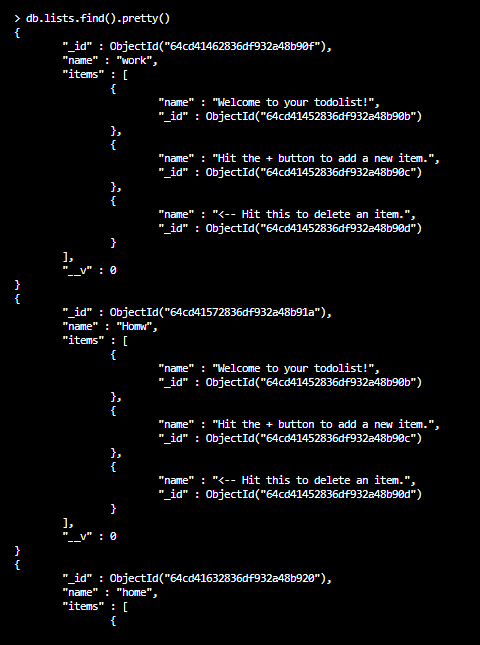 > db.lists.find().pretty()
{
"_id" : ObjectId("64cd41462836df932a48b90f"),
"name" : "work",
"items" : [
{
"name" : "Welcome to your todolist!",
"_id" : ObjectId("64cd41452836df932a48b90b")
},
{
"name" : "Hit the + button to add a new item.",
"_id" : ObjectId("64cd41452836df932a48b90c")
},
{
"name" : "<-- Hit this to delete an item.",
"_id" : ObjectId("64cd41452836df932a48b90d")
}
],
"__v" : 0
}
{
"_id" : ObjectId("64cd41572836df932a48b91a"),
"name" : "Homw",
"items" : [
{
"name" : "Welcome to your todolist!",
"_id" : ObjectId("64cd41452836df932a48b90b")
},
{
"name" : "Hit the + button to add a new item.",
"_id" : ObjectId("64cd41452836df932a48b90c")
},
{
"name" : "<-- Hit this to delete an item.",
"_id" : ObjectId("64cd41452836df932a48b90d")
}
],
"__v" : 0
}
{
"_id" : ObjectId("64cd41632836df932a48b920"),
"name" : "home",
"items" : [
{